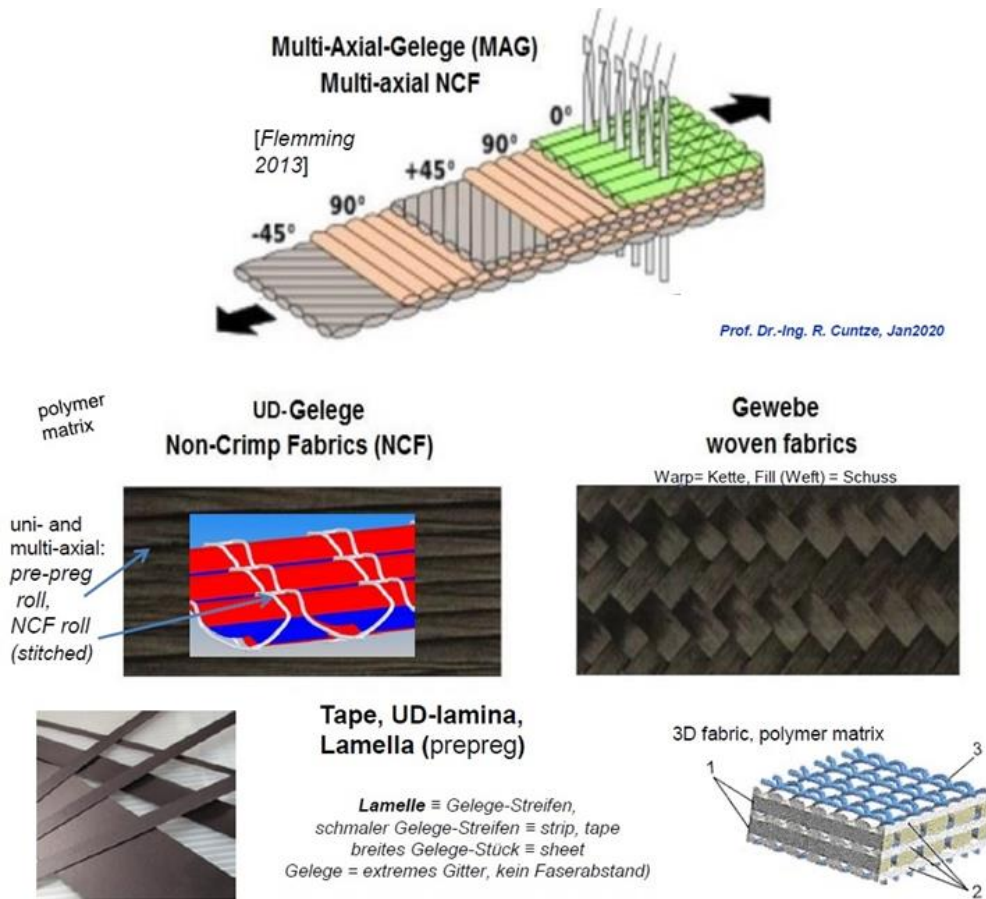 Multi-Axial-Gelege (MAG)
Multi-axial NCF
[Flemming
2013]
-45°
90°
+45°
90°
0°
Prof. Dr.-Ing. R. Cuntze, Jan2020
polymer
matrix
UD-Gelege
Non-Crimp Fabrics (NCF)
Gewebe
woven fabrics
Warp= Kette, Fill (Weft) = Schuss
uni- and
multi-axial:
pre-preg
roll,
NCF roll
(stitched)
Tape, UD-lamina,
Lamella (prepreg)
Lamelle ≡ Gelege-Streifen,
schmaler Gelege-Streifen ≡ strip, tape
breites Gelege-Stück ≡ sheet
Gelege = extremes Gitter, kein Faserabstand)
3D fabric, polymer matrix
1
3
2